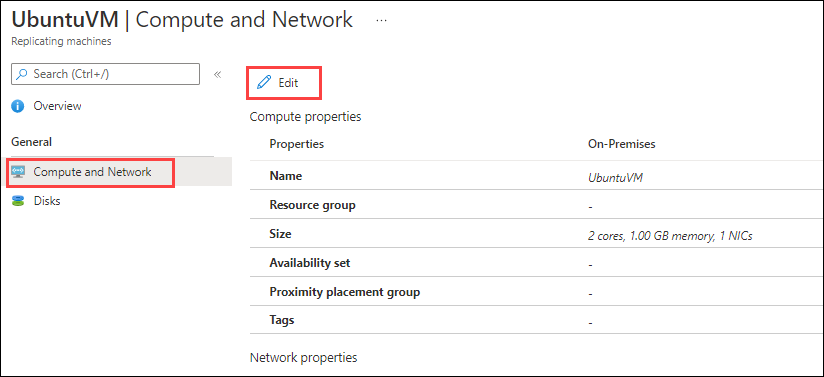 UbuntuVM | Compute and Network ...
Replicating machines
Search (Ctrl+/) «
Overview
General
Compute and Network
Disks
Edit
Compute properties
Properties On-Premises
Name UbuntuVM
Resource group -
Size 2 cores, 1.00 GB memory, 1 NICs
Availability set -
Proximity placement group -
Tags -
Network properties